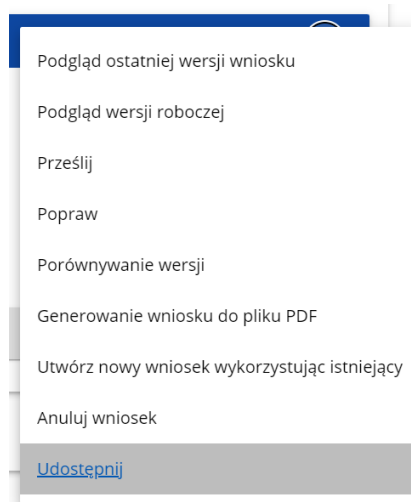 Podgląd ostatniej wersji wniosku
Podgląd wersji roboczej
Prześlij
Popraw
Porównywanie wersji
Generowanie wniosku do pliku PDF
Utwórz nowy wniosek wykorzystując istniejący
Anuluj wniosek
Udostępnij